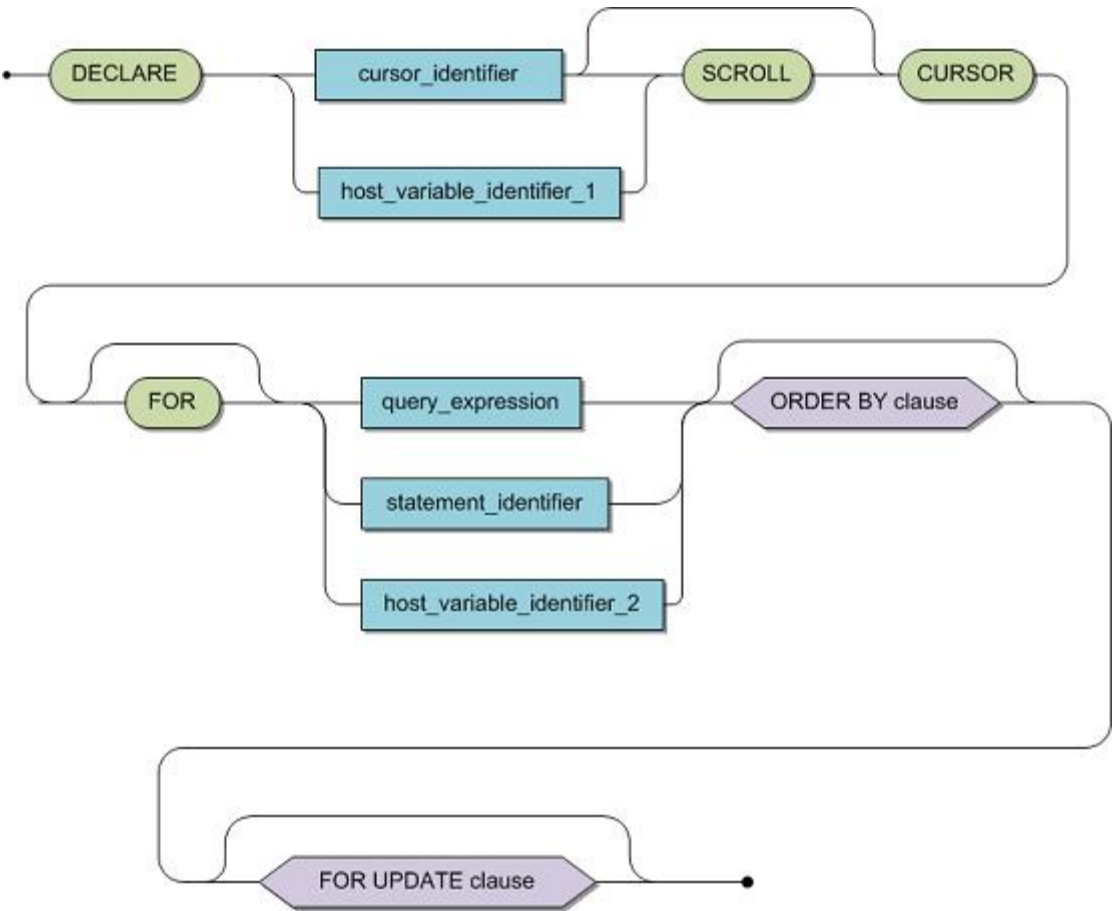 DECLARE cursor_identifier SCROLL CURSOR
host_variable_identifier_1
FOR query_expression ORDER BY clause
statement_identifier
host_variable_identifier_2
FOR UPDATE clause